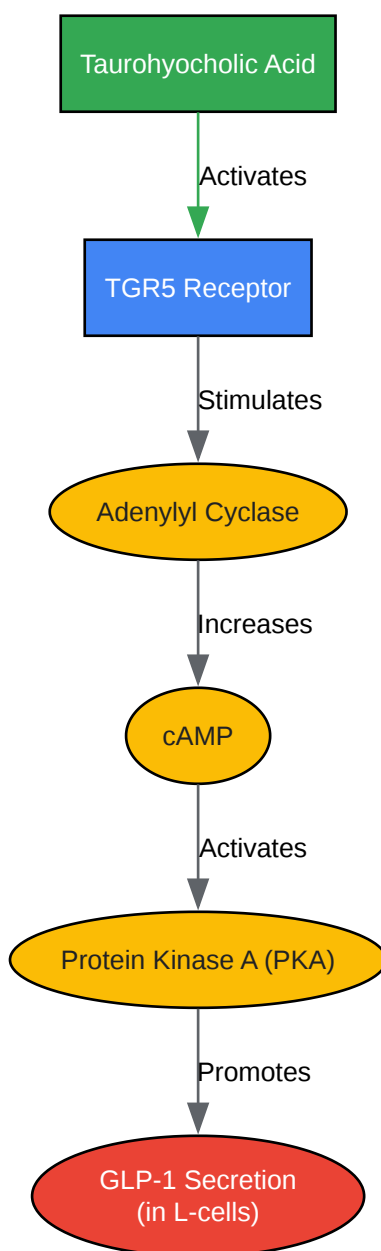 Taurohyocholic Acid
Activates
TGR5 Receptor
Stimulates
Adenylyl Cyclase
Increases
cAMP
Activates
Protein Kinase A (PKA)
Promotes
GLP-1 Secretion
(in L-cells)